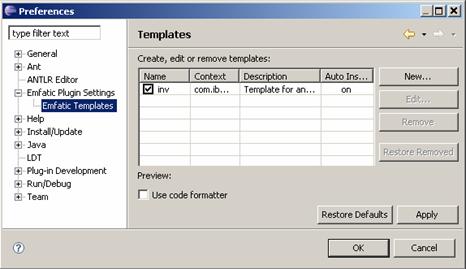 Preferences
type filter text
General
Ant
ANTLR Editor
Emfatic Plugin Settings
Emfatic Templates
Help
Install/Update
Java
LDT
Plug-in Development
Run/Debug
Team
Templates
Create, edit or remove templates:
Name Context Description Auto Ins...
inv com.ib... Template for an... on
New...
Edit...
Remove
Restore Removed
Preview:
Use code formatter
Restore Defaults Apply
? OK Cancel